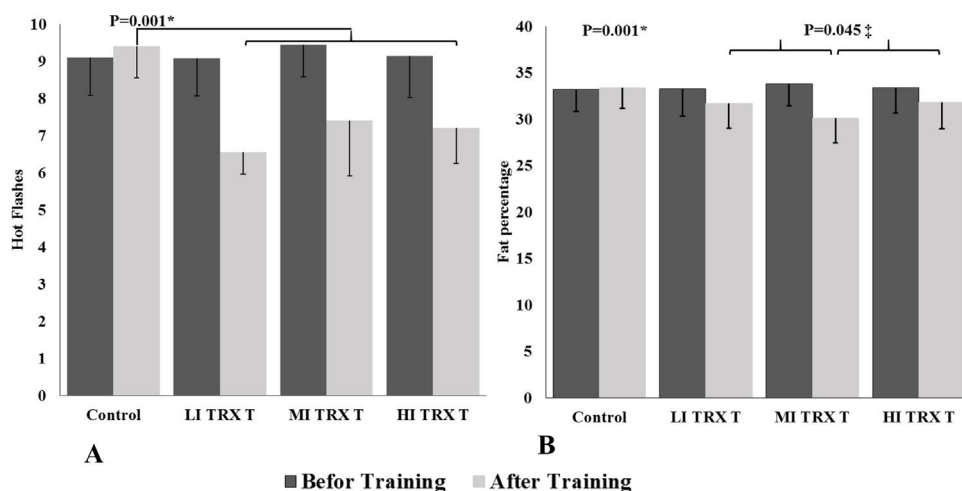 P=0.001*
10
9
8
7
6
5
4
3
2
1
0
Hot Flashes
Control
LI TRX T
MI TRX T
HI TRX T
A
P=0.001*
P=0.045 ‡
40
35
30
25
20
15
10
5
0
Fat percentage
Control
LI TRX T
MI TRX T
HI TRX T
B
Befor Training
After Training